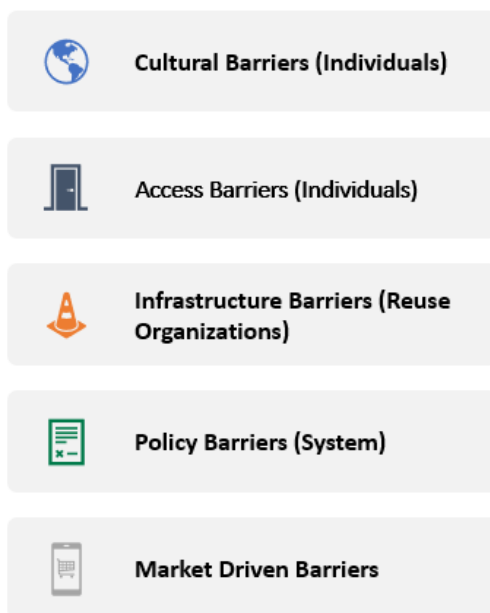 Cultural Barriers (Individuals)
Access Barriers (Individuals)
Infrastructure Barriers (Reuse
Organizations)
Policy Barriers (System)
Market Driven Barriers